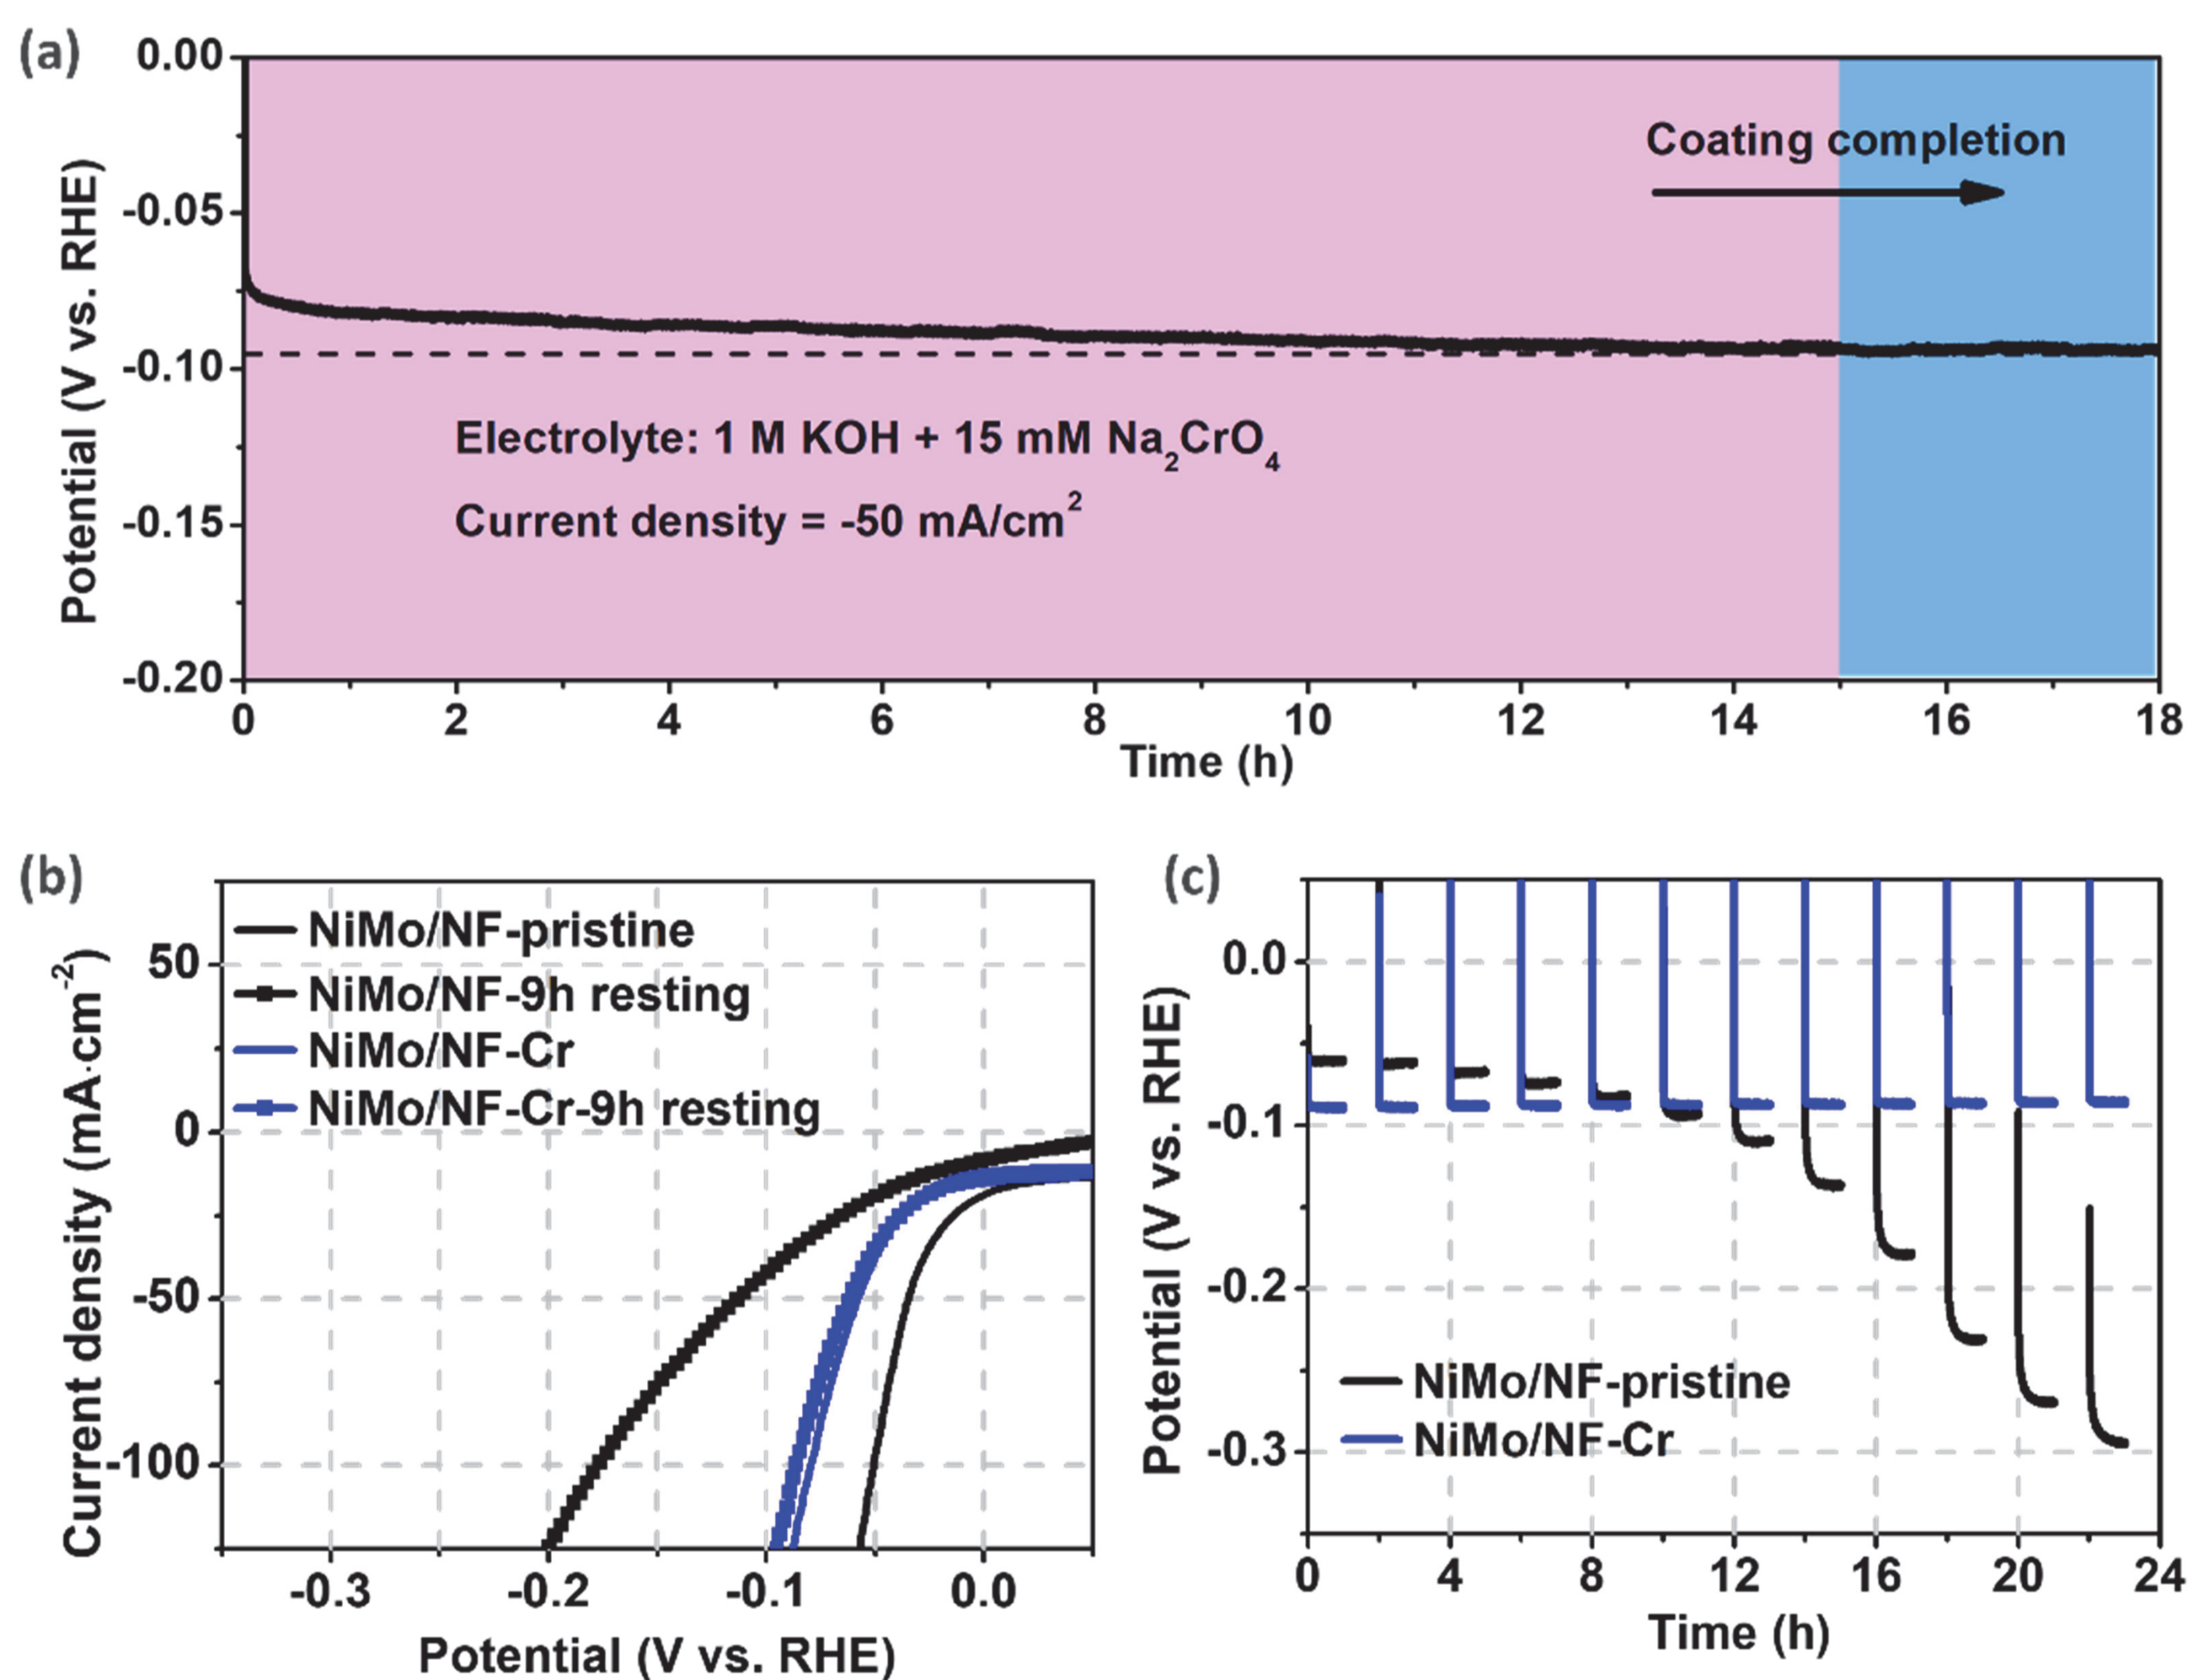 (a)
0.00
-0.05
-0.10
-0.15
-0.20
Potential (V vs. RHE)
Coating completion
Electrolyte: 1 M KOH + 15 mM Na₂CrO₄
Current density = -50 mA/cm²
0 2 4 6 8 10 12 14 16 18
Time (h)
(b)
50
0
-50
-100
Current density (mA·cm⁻²)
NiMo/NF-pristine
NiMo/NF-9h resting
NiMo/NF-Cr
NiMo/NF-Cr-9h resting
-0.3 -0.2 -0.1 0.0
Potential (V vs. RHE)
(c)
0.0
-0.1
-0.2
-0.3
Potential (V vs. RHE)
NiMo/NF-pristine
NiMo/NF-Cr
0 4 8 12 16 20 24
Time (h)